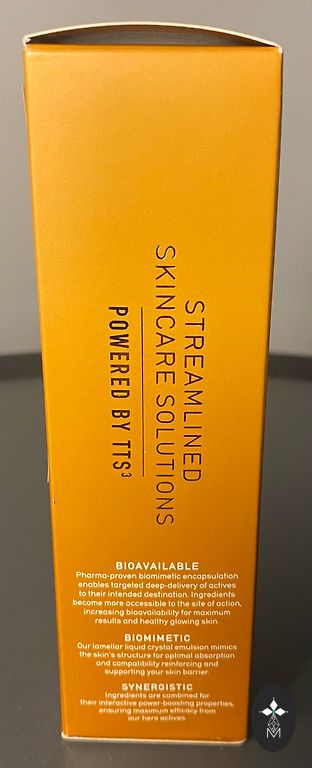 STREAMLINED
SKINCARE SOLUTIONS
POWERED BY TTS³
BIOAVAILABLE
Pharma-proven biomimetic encapsulation
enables targeted deep-delivery of actives
to their intended destination. Ingredients
become more accessible to the site of action,
increasing bioavailability for maximum
results and healthy glowing skin.
BIOMIMETIC
Our lamellar liquid crystal emulsion mimics
the skin's structure for optimal absorption
and compatibility reinforcing and
supporting your skin barrier.
SYNERGISTIC
Ingredients are combined for
their interactive power-boosting properties,
ensuring maximum efficacy from
our hero actives.
M